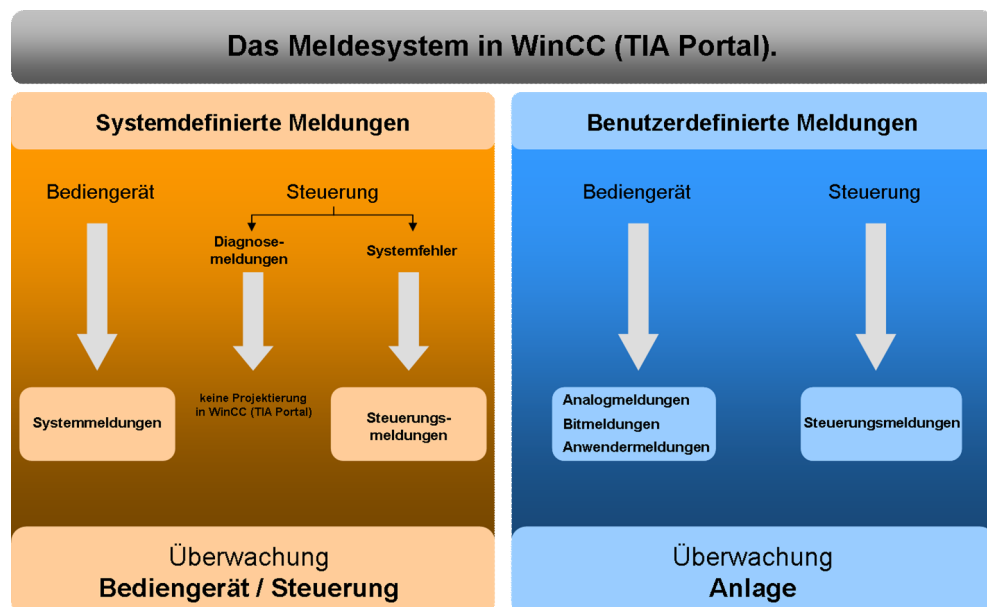 Das Meldesystem in WinCC (TIA Portal).
Systemdefinierte Meldungen
Bediengerät
Steuerung
Diagnose-
meldungen
Systemfehler
Systemmeldungen
keine Projektierung
in WinCC (TIA Portal)
Steuerungs-
meldungen
Überwachung
Bediengerät / Steuerung
Benutzerdefinierte Meldungen
Bediengerät
Steuerung
Analogmeldungen
Bitmeldungen
Anwendermeldungen
Steuerungsmeldungen
Überwachung
Anlage